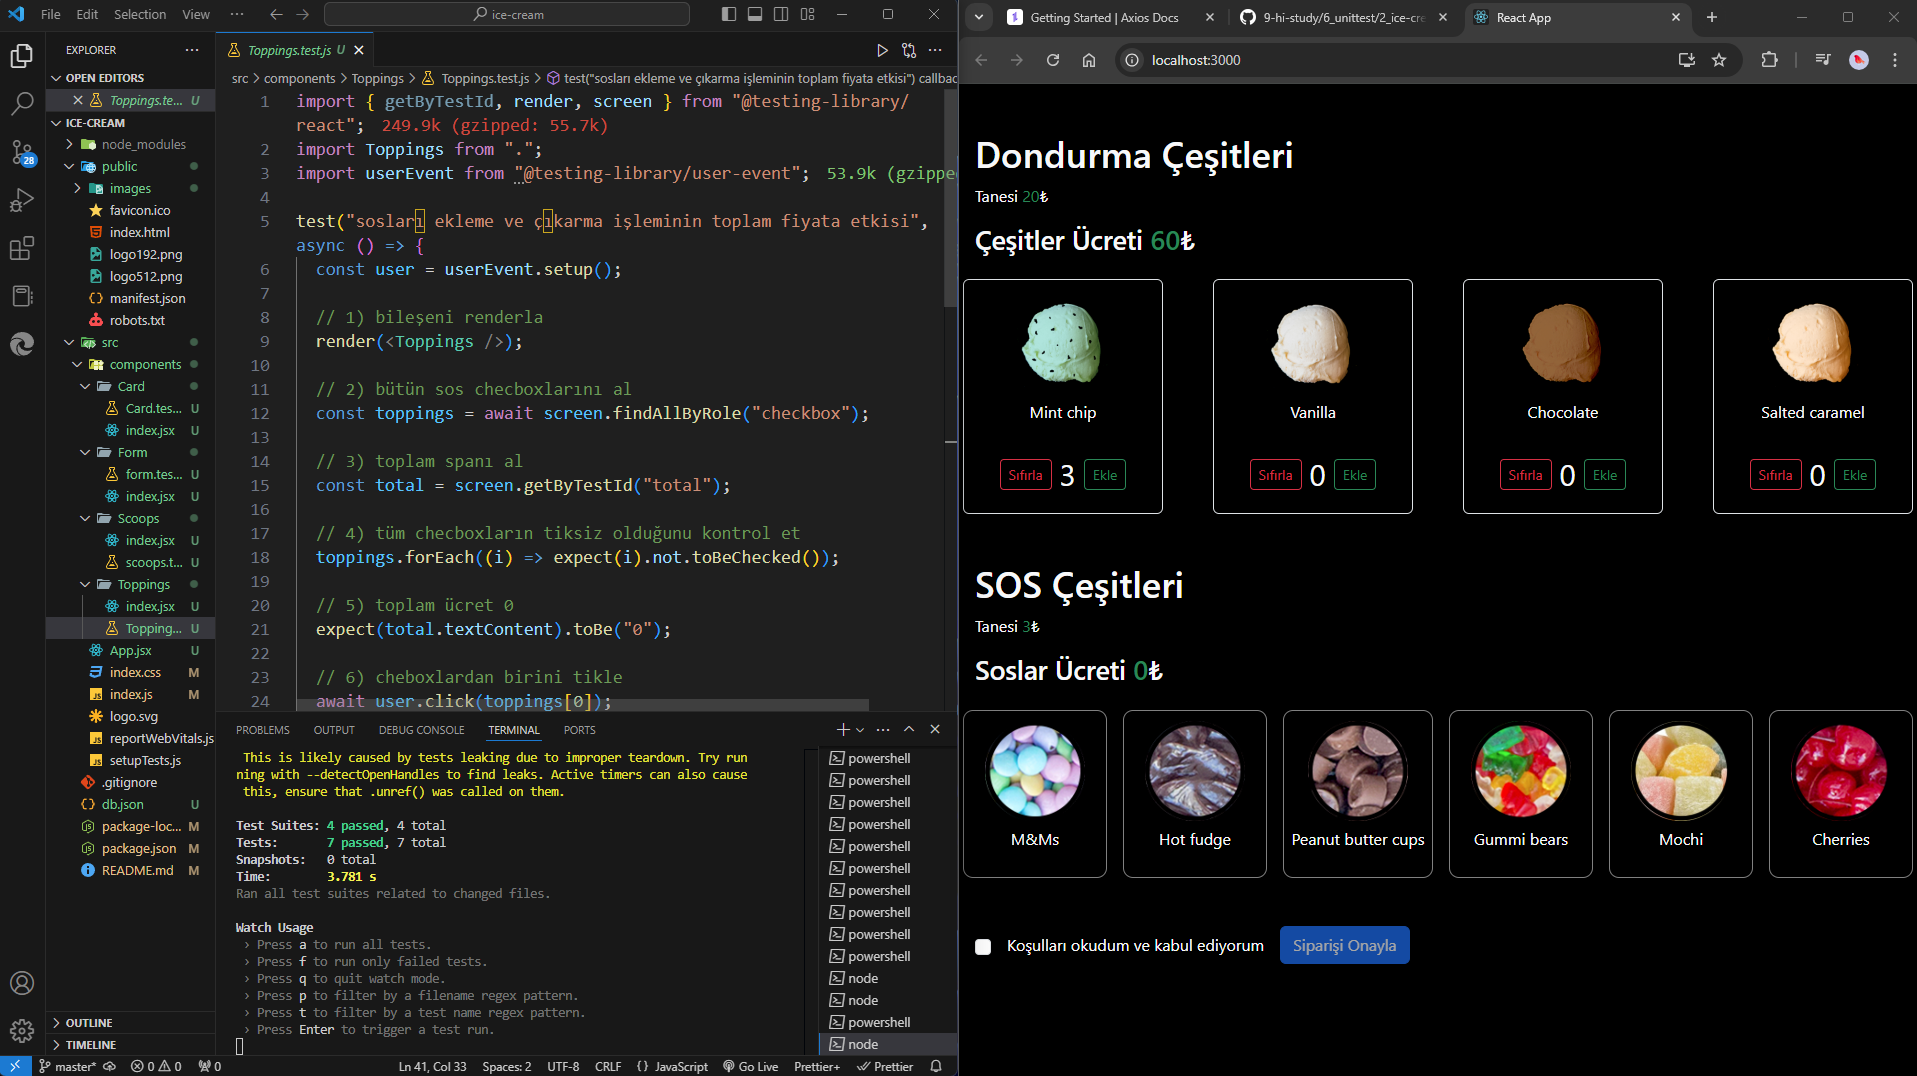 File Edit Selection View ··· ice-cream
EXPLORER
OPEN EDITORS
Toppings.te... U
ICE-CREAM
node_modules
public
images
favicon.ico
index.html
logo192.png
logo512.png
manifest.json
robots.txt
src
components
Card
Card.tes... U
index.jsx U
Form
form.tes... U
index.jsx U
Scoops
index.jsx U
scoops.t... U
Toppings
index.jsx U
Topping... U
App.jsx U
index.css M
index.js M
logo.svg
reportWebVitals.js
setupTests.js
.gitignore
db.json U
package-loc... M
package.json M
README.md M
OUTLINE
TIMELINE
28
Toppings.test.js U
src > components > Toppings > Toppings.test.js > test("sosları ekleme ve çıkarma işleminin toplam fiyata etkisi") callbac
1 import { getByTestId, render, screen } from "@testing-library/
react"; 249.9k (gzipped: 55.7k)
2 import Toppings from ".";
3 import userEvent from "@testing-library/user-event"; 53.9k (gzippe
4
5 test("sosları ekleme ve çıkarma işleminin toplam fiyata etkisi",
async () => {
6 const user = userEvent.setup();
7
8 // 1) bileşeni renderla
9 render(<Toppings />);
10
11 // 2) bütün sos checboxlarını al
12 const toppings = await screen.findAllByRole("checkbox");
13
14 // 3) toplam spanı al
15 const total = screen.getByTestId("total");
16
17 // 4) tüm checboxların tiksiz olduğunu kontrol et
18 toppings.forEach((i) => expect(i).not.toBeChecked());
19
20 // 5) toplam ücret 0
21 expect(total.textContent).toBe("0");
22
23 // 6) cheboxlardan birini tikle
24 await user.click(toppings[0]);
PROBLEMS OUTPUT DEBUG CONSOLE TERMINAL PORTS
This is likely caused by tests leaking due to improper teardown. Try run
ning with --detectOpenHandles to find leaks. Active timers can also cause
this, ensure that .unref() was called on them.
Test Suites: 4 passed, 4 total
Tests: 7 passed, 7 total
Snapshots: 0 total
Time: 3.781 s
Ran all test suites related to changed files.
Watch Usage
› Press a to run all tests.
› Press f to run only failed tests.
› Press q to quit watch mode.
› Press p to filter by a filename regex pattern.
› Press t to filter by a test name regex pattern.
› Press Enter to trigger a test run.
powershell
powershell
powershell
powershell
powershell
powershell
powershell
powershell
powershell
powershell
node
node
powershell
node
master* 0 0 0 Ln 41, Col 33 Spaces: 2 UTF-8 CRLF {} JavaScript Go Live Prettier+ Prettier
Getting Started | Axios Docs
9-hi-study/6_unittest/2_ice-cre
React App
localhost:3000
Dondurma Çeşitleri
Tanesi 20₺
Çeşitler Ücreti 60₺
Mint chip Vanilla Chocolate Salted caramel
Sıfırla 3 Ekle Sıfırla 0 Ekle Sıfırla 0 Ekle Sıfırla 0 Ekle
SOS Çeşitleri
Tanesi 3₺
Soslar Ücreti 0₺
M&Ms Hot fudge Peanut butter cups Gummi bears Mochi Cherries
Koşulları okudum ve kabul ediyorum Siparişi Onayla